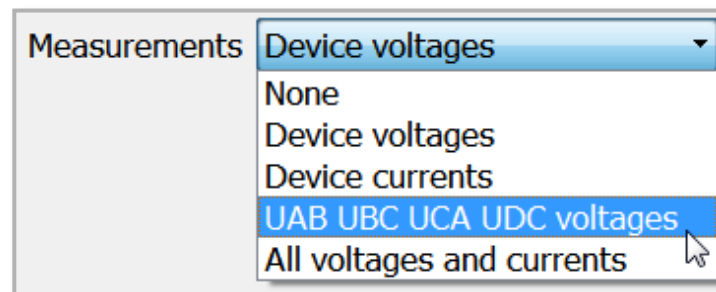 Measurements Device voltages
None
Device voltages
Device currents
UAB UBC UCA UDC voltages
All voltages and currents